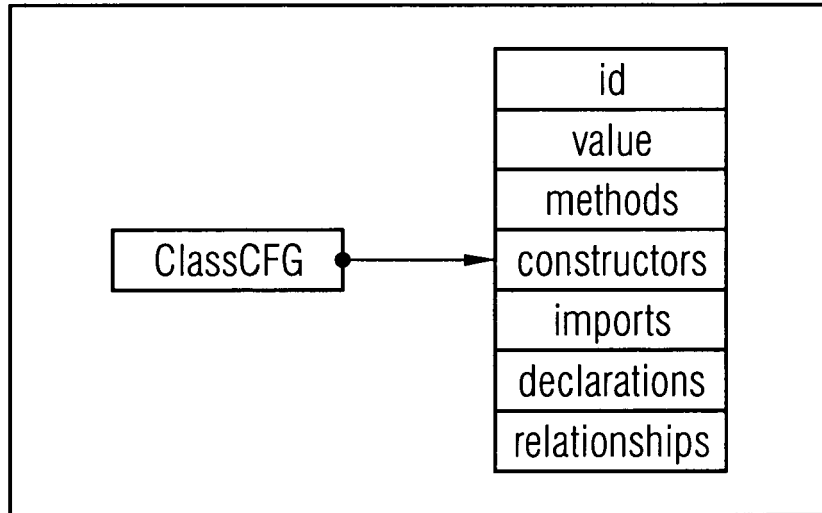 id
value
methods
ClassCFG
constructors
imports
declarations
relationships